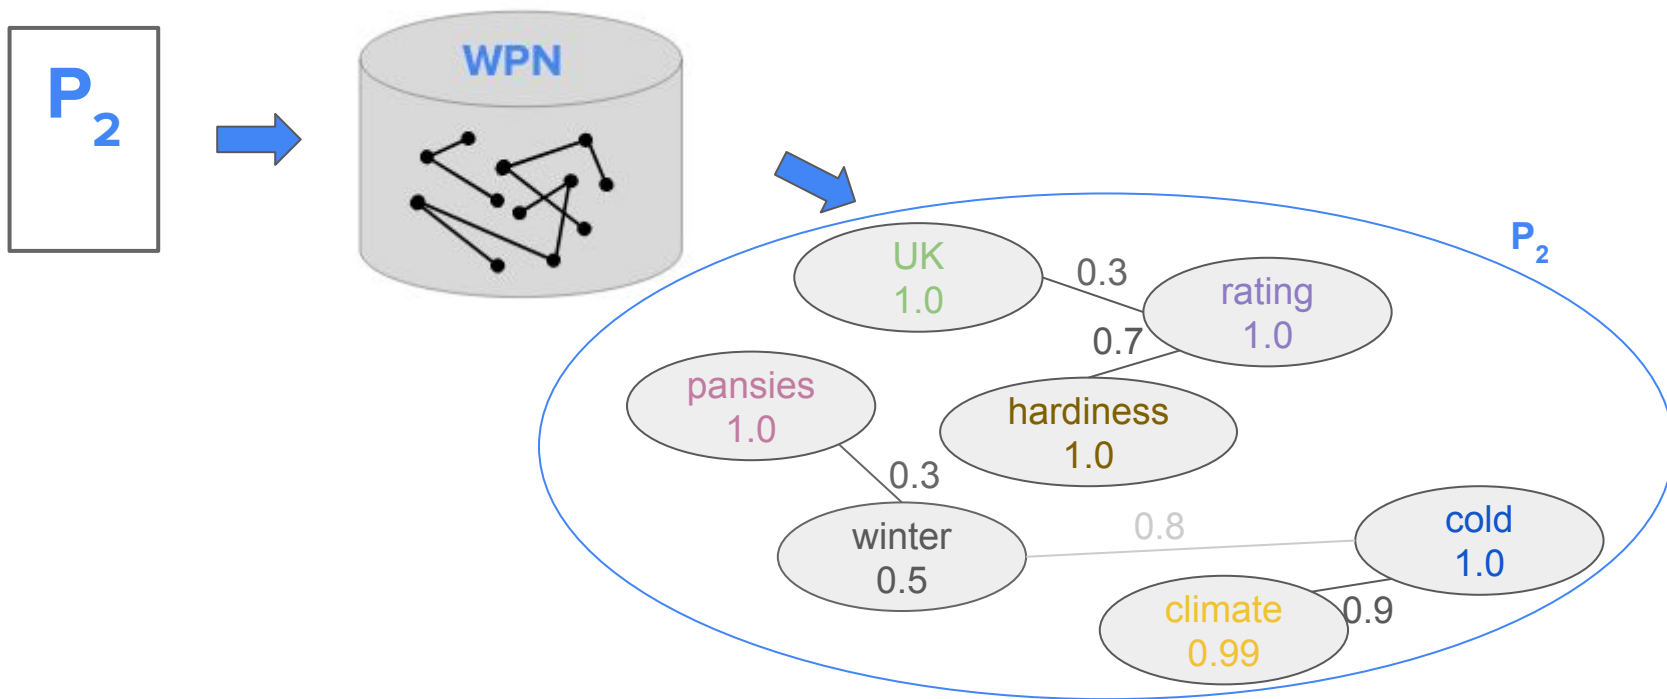 P2
WPN
P2
UK
1.0
0.3
rating
1.0
0.7
pansies
1.0
hardiness
1.0
0.3
winter
0.5
0.8
cold
1.0
climate
0.99
0.9